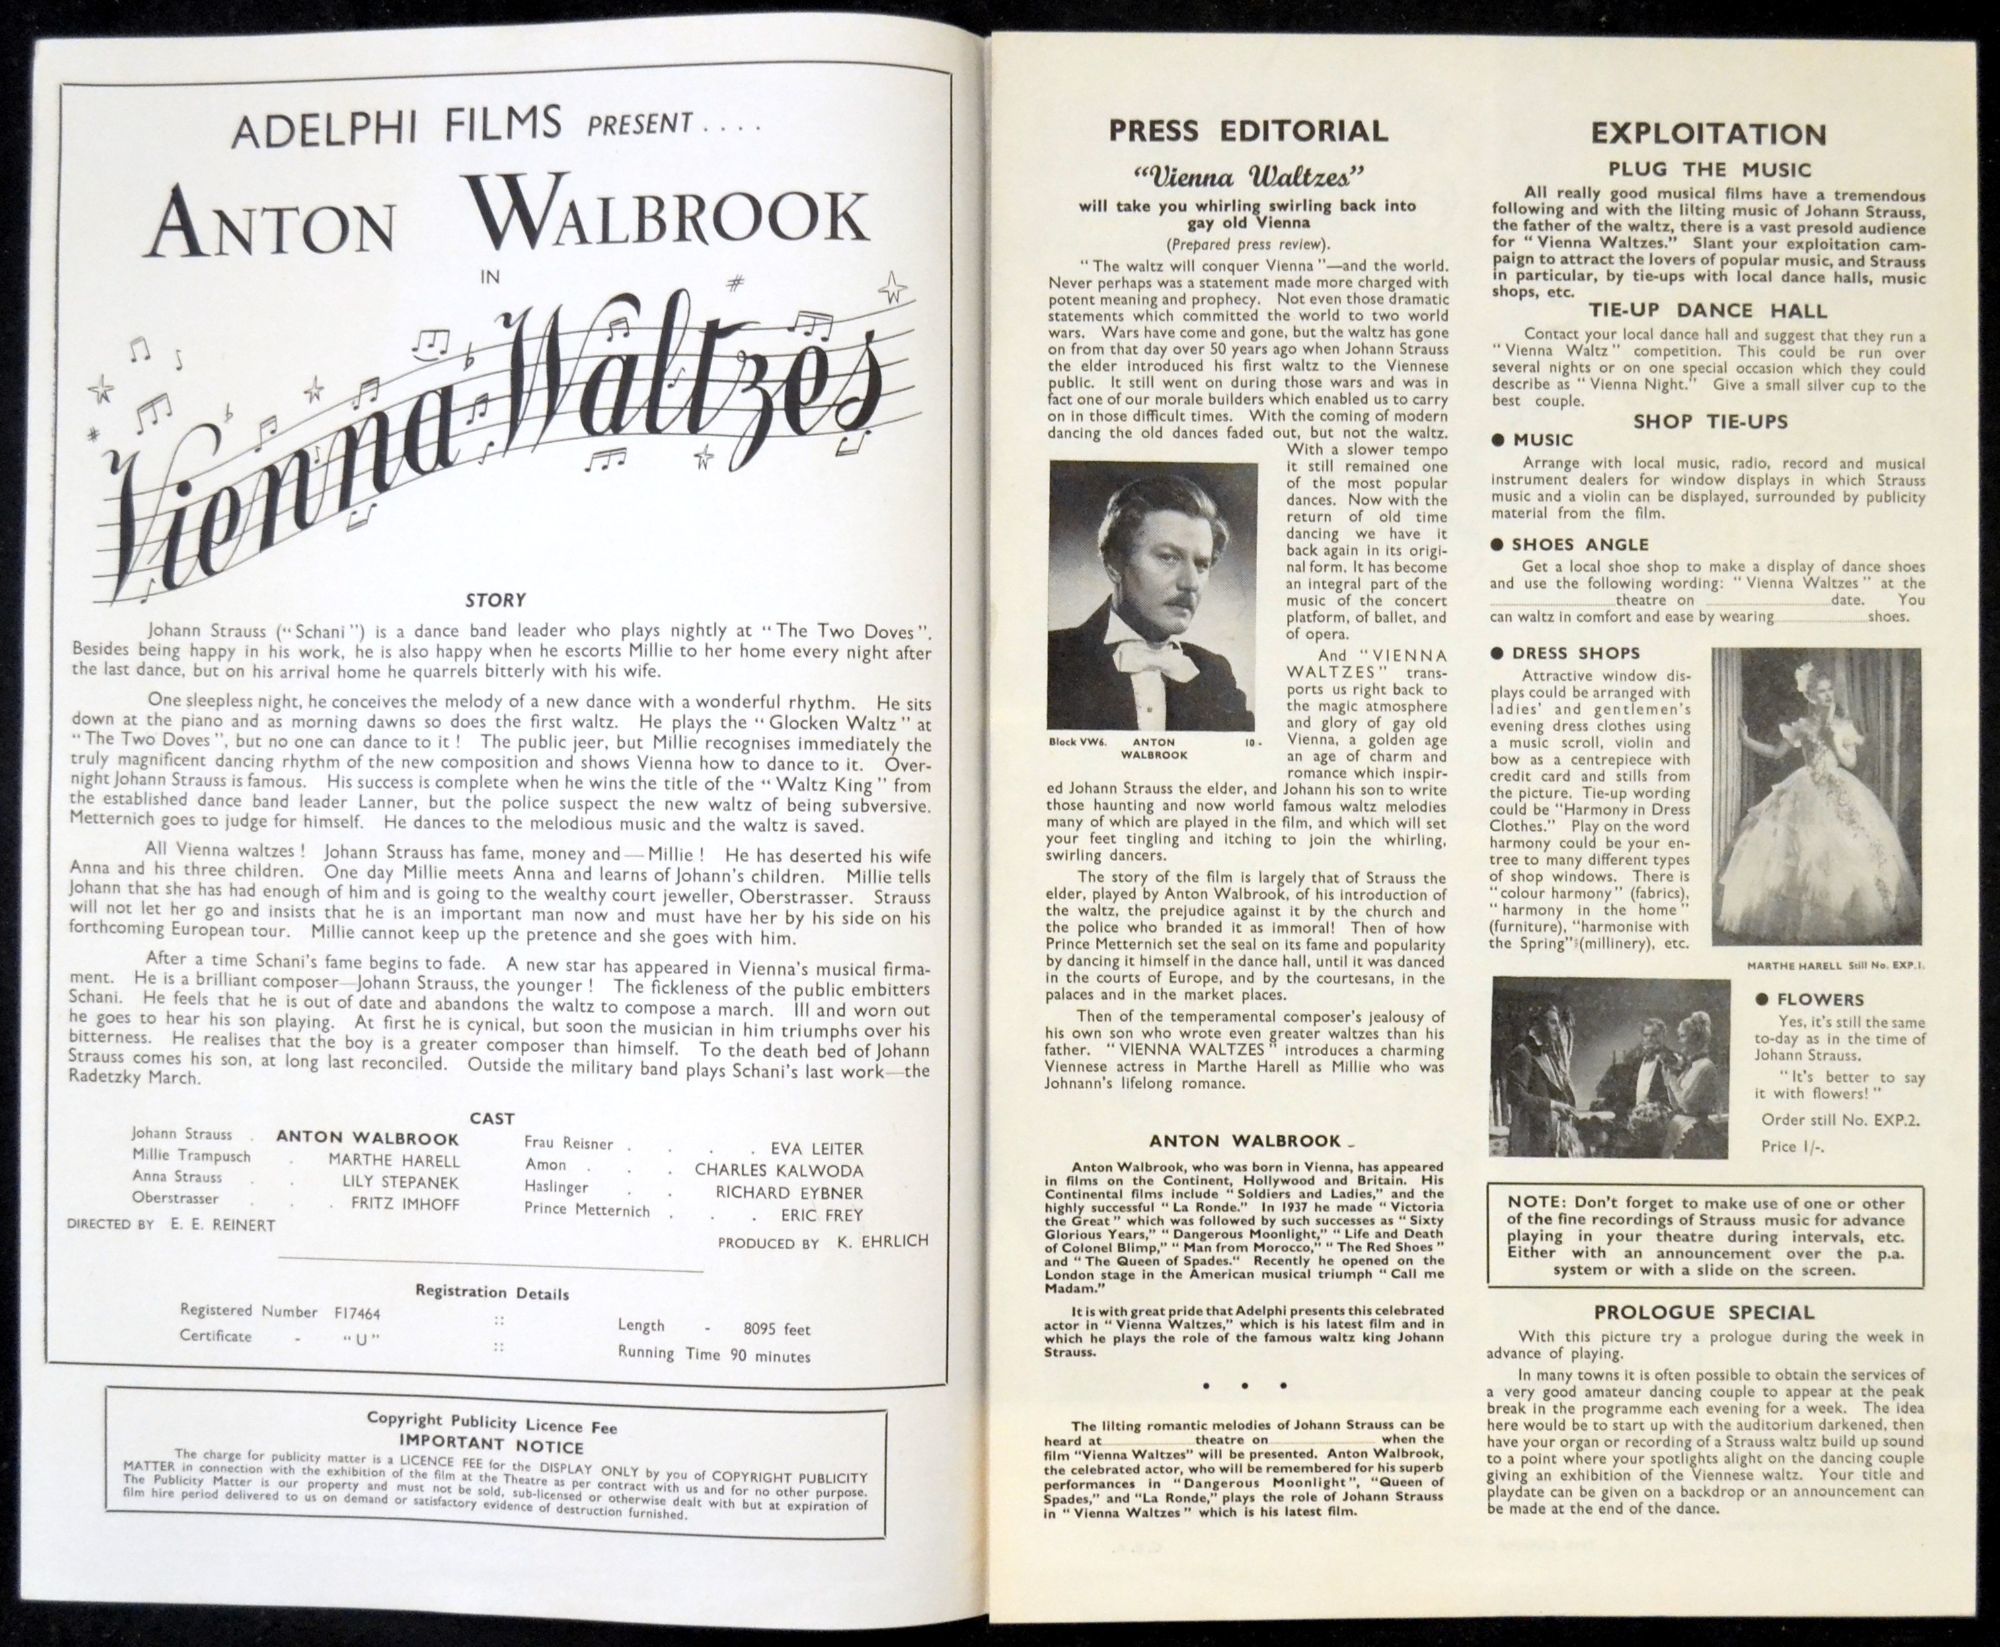 ADELPHI FILMS PRESENT . . . .
ANTON WALBROOK
IN
Vienna Waltzes
STORY
Johann Strauss (“Schani”) is a dance band leader who plays nightly at “The Two Doves”.
Besides being happy in his work, he is also happy when he escorts Millie to her home every night after
the last dance, but on his arrival home he quarrels bitterly with his wife.
One sleepless night, he conceives the melody of a new dance with a wonderful rhythm. He sits
down at the piano and as morning dawns so does the first waltz. He plays the “Glocken Waltz” at
“The Two Doves”, but no one can dance to it ! The public jeer, but Millie recognises immediately the
truly magnificent dancing rhythm of the new composition and shows Vienna how to dance to it. Over-
night Johann Strauss is famous. His success is complete when he wins the title of the “Waltz King” from
the established dance band leader Lanner, but the police suspect the new waltz of being subversive.
Metternich goes to judge for himself. He dances to the melodious music and the waltz is saved.
All Vienna waltzes ! Johann Strauss has fame, money and—Millie ! He has deserted his wife
Anna and his three children. One day Millie meets Anna and learns of Johann’s children. Millie tells
Johann that she has had enough of him and is going to the wealthy court jeweller, Oberstrasser. Strauss
will not let her go and insists that he is an important man now and must have her by his side on his
forthcoming European tour. Millie cannot keep up the pretence and she goes with him.
After a time Schani’s fame begins to fade. A new star has appeared in Vienna’s musical firma-
ment. He is a brilliant composer—Johann Strauss, the younger ! The fickleness of the public embitters
Schani. He feels that he is out of date and abandons the waltz to compose a march. Ill and worn out
he goes to hear his son playing. At first he is cynical, but soon the musician in him triumphs over his
bitterness. He realises that the boy is a greater composer than himself. To the death bed of Johann
Strauss comes his son, at long last reconciled. Outside the military band plays Schani’s last work—the
Radetzky March.
CAST
Johann Strauss . ANTON WALBROOK
Millie Trampusch . MARTHE HARELL
Anna Strauss . . LILY STEPANEK
Oberstrasser . . FRITZ IMHOFF
Frau Reisner . . . . EVA LEITER
Amon . . . CHARLES KALWODA
Haslinger . . RICHARD EYBNER
Prince Metternich . . . ERIC FREY
DIRECTED BY E. E. REINERT
PRODUCED BY K. EHRLICH
Registration Details
Registered Number F17464 :: Length - 8095 feet
Certificate - “U” :: Running Time 90 minutes
Copyright Publicity Licence Fee
IMPORTANT NOTICE
The charge for publicity matter is a LICENCE FEE for the DISPLAY ONLY by you of COPYRIGHT PUBLICITY
MATTER in connection with the exhibition of the film at the Theatre as per contract with us and for no other purpose.
The Publicity Matter is our property and must not be sold, sub-licensed or otherwise dealt with but at expiration of
film hire period delivered to us on demand or satisfactory evidence of destruction furnished.
PRESS EDITORIAL
“Vienna Waltzes”
will take you whirling swirling back into
gay old Vienna
(Prepared press review).
“The waltz will conquer Vienna”—and the world.
Never perhaps was a statement made more charged with
potent meaning and prophecy. Not even those dramatic
statements which committed the world to two world
wars. Wars have come and gone, but the waltz has gone
on from that day over 50 years ago when Johann Strauss
the elder introduced his first waltz to the Viennese
public. It still went on during those wars and was in
fact one of our morale builders which enabled us to carry
on in those difficult times. With the coming of modern
dancing the old dances faded out, but not the waltz.
With a slower tempo
it still remained one
of the most popular
dances. Now with the
return of old time
dancing we have it
back again in its origi-
nal form. It has become
an integral part of the
music of the concert
platform, of ballet, and
of opera.
And “VIENNA
WALTZES” trans-
ports us right back to
the magic atmosphere
and glory of gay old
Vienna, a golden age
an age of charm and
romance which inspir-
Block VW6. ANTON 10-
WALBROOK
ed Johann Strauss the elder, and Johann his son to write
those haunting and now world famous waltz melodies
many of which are played in the film, and which will set
your feet tingling and itching to join the whirling,
swirling dancers.
The story of the film is largely that of Strauss the
elder, played by Anton Walbrook, of his introduction of
the waltz, the prejudice against it by the church and
the police who branded it as immoral! Then of how
Prince Metternich set the seal on its fame and popularity
by dancing it himself in the dance hall, until it was danced
in the courts of Europe, and by the courtesans, in the
palaces and in the market places.
Then of the temperamental composer’s jealousy of
his own son who wrote even greater waltzes than his
father. “VIENNA WALTZES” introduces a charming
Viennese actress in Marthe Harell as Millie who was
Johnann’s lifelong romance.
ANTON WALBROOK
Anton Walbrook, who was born in Vienna, has appeared
in films on the Continent, Hollywood and Britain. His
Continental films include “Soldiers and Ladies,” and the
highly successful “La Ronde.” In 1937 he made “Victoria
the Great” which was followed by such successes as “Sixty
Glorious Years,” “Dangerous Moonlight,” “Life and Death
of Colonel Blimp,” “Man from Morocco,” “The Red Shoes”
and “The Queen of Spades.” Recently he opened on the
London stage in the American musical triumph “Call me
Madam.”
It is with great pride that Adelphi presents this celebrated
actor in “Vienna Waltzes,” which is his latest film and in
which he plays the role of the famous waltz king Johann
Strauss.
• • •
The lilting romantic melodies of Johann Strauss can be
heard at ............ theatre on ............ when the
film “Vienna Waltzes” will be presented. Anton Walbrook,
the celebrated actor, who will be remembered for his superb
performances in “Dangerous Moonlight”, “Queen of
Spades,” and “La Ronde,” plays the role of Johann Strauss
in “Vienna Waltzes” which is his latest film.
EXPLOITATION
PLUG THE MUSIC
All really good musical films have a tremendous
following and with the lilting music of Johann Strauss,
the father of the waltz, there is a vast presold audience
for “Vienna Waltzes.” Slant your exploitation cam-
paign to attract the lovers of popular music, and Strauss
in particular, by tie-ups with local dance halls, music
shops, etc.
TIE-UP DANCE HALL
Contact your local dance hall and suggest that they run a
“Vienna Waltz” competition. This could be run over
several nights or on one special occasion which they could
describe as “Vienna Night.” Give a small silver cup to the
best couple.
SHOP TIE-UPS
● MUSIC
Arrange with local music, radio, record and musical
instrument dealers for window displays in which Strauss
music and a violin can be displayed, surrounded by publicity
material from the film.
● SHOES ANGLE
Get a local shoe shop to make a display of dance shoes
and use the following wording: “Vienna Waltzes” at the
............ theatre on ............ date. You
can waltz in comfort and ease by wearing ............ shoes.
● DRESS SHOPS
Attractive window dis-
plays could be arranged with
ladies’ and gentlemen’s
evening dress clothes using
a music scroll, violin and
bow as a centrepiece with
credit card and stills from
the picture. Tie-up wording
could be “Harmony in Dress
Clothes.” Play on the word
harmony could be your en-
tree to many different types
of shop windows. There is
“colour harmony” (fabrics),
“harmony in the home”
(furniture), “harmonise with
the Spring” (millinery), etc.
MARTHE HARELL Still No. EXP.1.
● FLOWERS
Yes, it’s still the same
to-day as in the time of
Johann Strauss.
“It’s better to say
it with flowers!”
Order still No. EXP.2.
Price 1/-.
NOTE: Don’t forget to make use of one or other
of the fine recordings of Strauss music for advance
playing in your theatre during intervals, etc.
Either with an announcement over the p.a.
system or with a slide on the screen.
PROLOGUE SPECIAL
With this picture try a prologue during the week in
advance of playing.
In many towns it is often possible to obtain the services of
a very good amateur dancing couple to appear at the peak
break in the programme each evening for a week. The idea
here would be to start up with the auditorium darkened, then
have your organ or recording of a Strauss waltz build up sound
to a point where your spotlights alight on the dancing couple
giving an exhibition of the Viennese waltz. Your title and
playdate can be given on a backdrop or an announcement can
be made at the end of the dance.